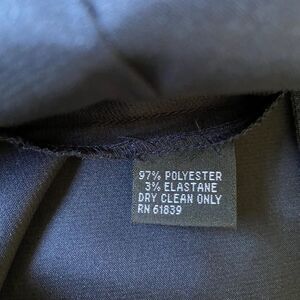 97% POLYESTER
3% ELASTANE
DRY CLEAN ONLY
RN 61839